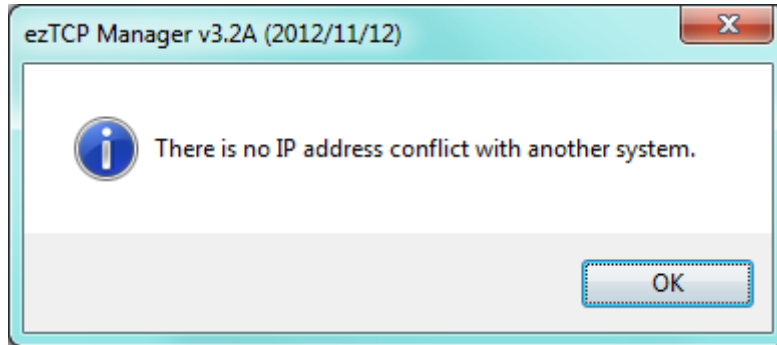 ezTCP Manager v3.2A (2012/11/12)
There is no IP address conflict with another system.
OK